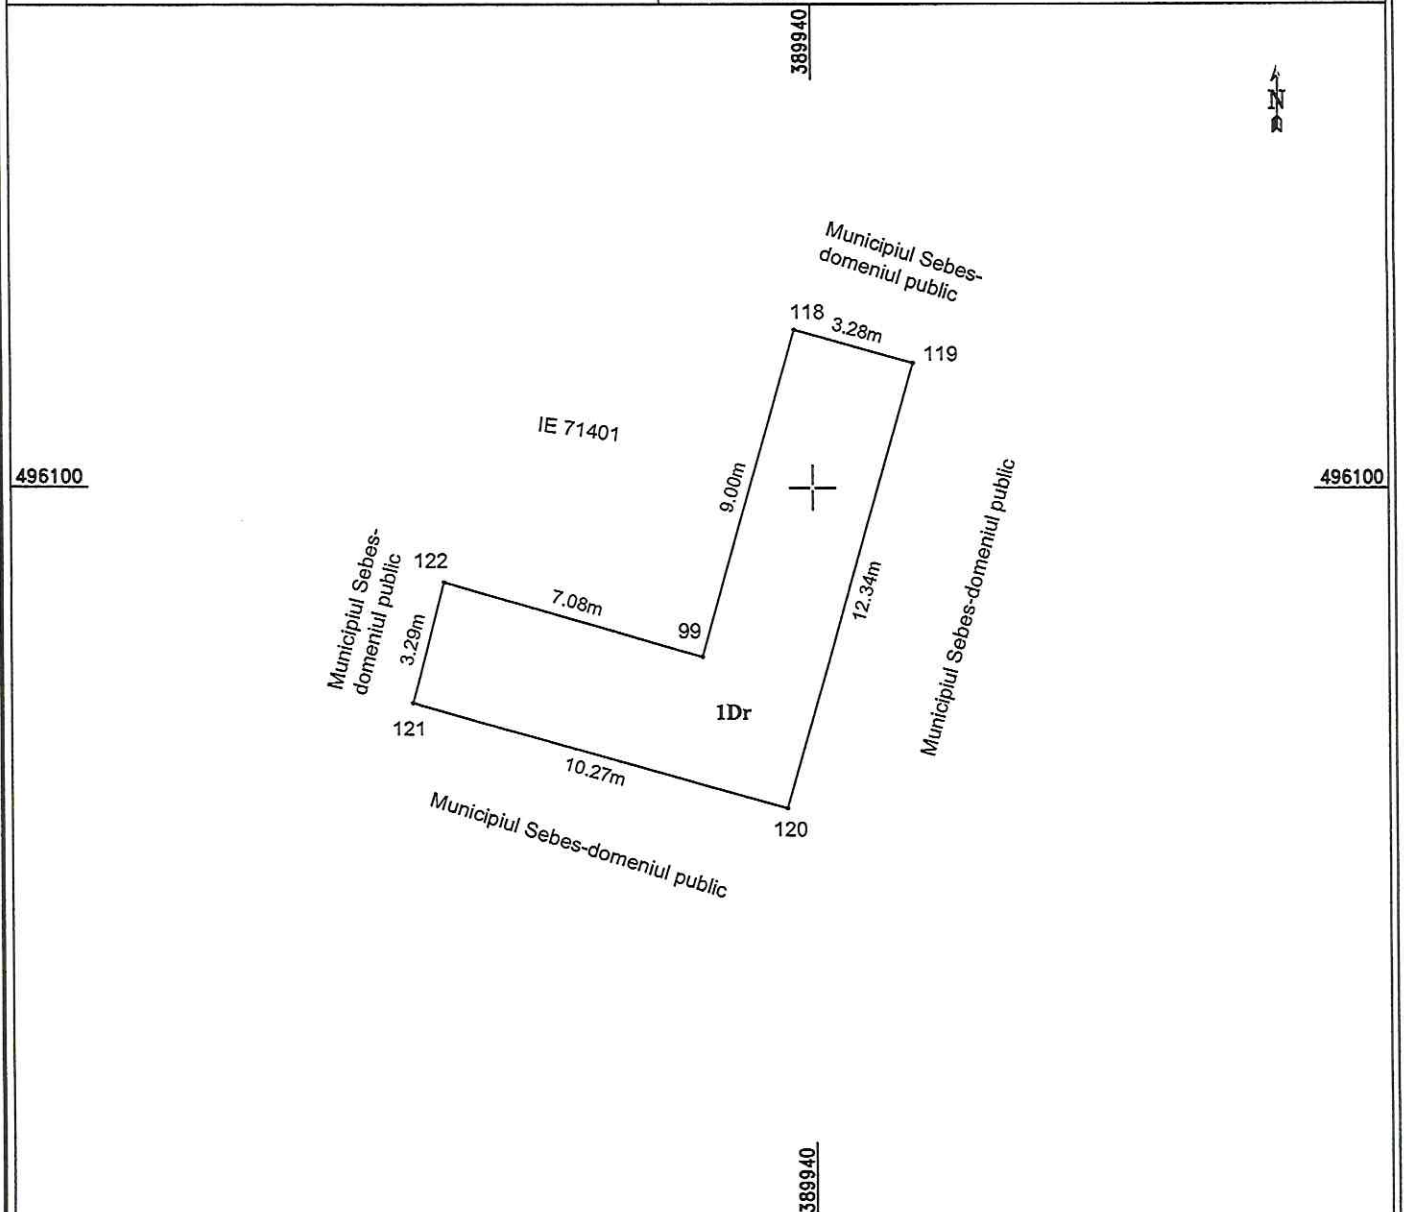 389940
N
Municipiul Sebes-
domeniul public
118
3.28m
119
IE 71401
496100
496100
9.00m
Municipiul Sebes-
domeniul public
122
7.08m
99
3.29m
12.34m
Municipiul Sebes-domeniul public
121
1Dr
10.27m
120
Municipiul Sebes-domeniul public
389940